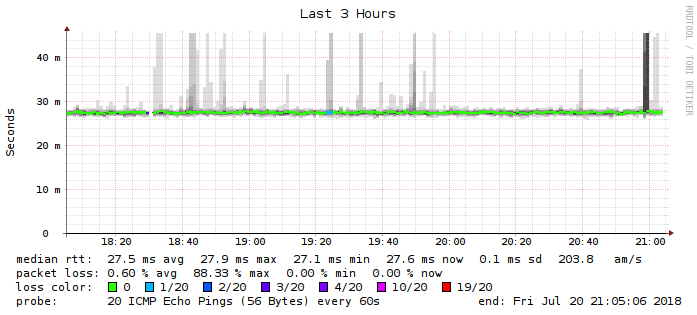 Last 3 Hours
RRDTOOL / TOBI OETIKER
Seconds
40 m
30 m
20 m
10 m
0
18:20 18:40 19:00 19:20 19:40 20:00 20:20 20:40 21:00
median rtt: 27.5 ms avg 27.9 ms max 27.1 ms min 27.6 ms now 0.1 ms sd 203.8 am/s
packet loss: 0.60 % avg 88.33 % max 0.00 % min 0.00 % now
loss color: 0 1/20 2/20 3/20 4/20 10/20 19/20
probe: 20 ICMP Echo Pings (56 Bytes) every 60s end: Fri Jul 20 21:05:06 2018